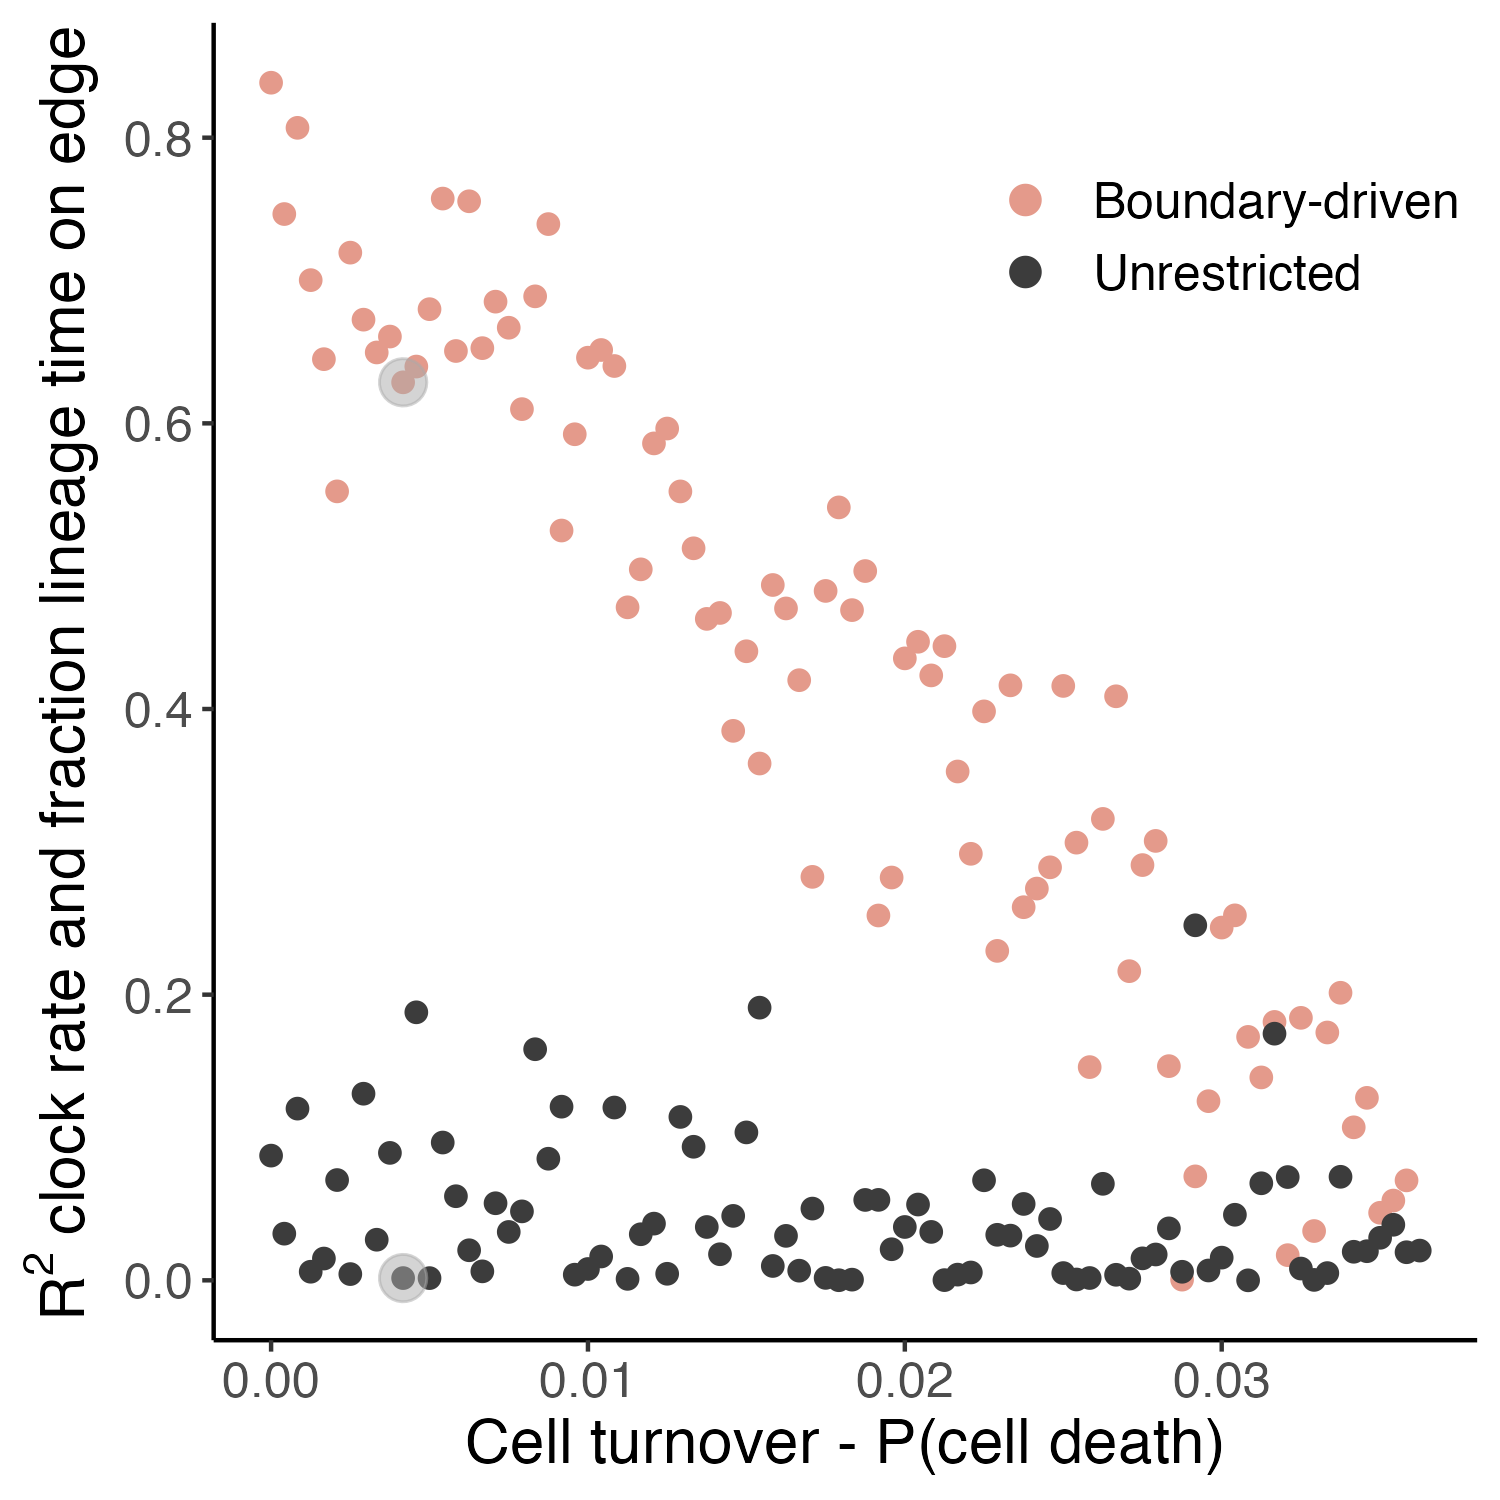 R² clock rate and fraction lineage time on edge
0.8
0.6
0.4
0.2
0.0
Boundary-driven
Unrestricted
0.00 0.01 0.02 0.03
Cell turnover - P(cell death)